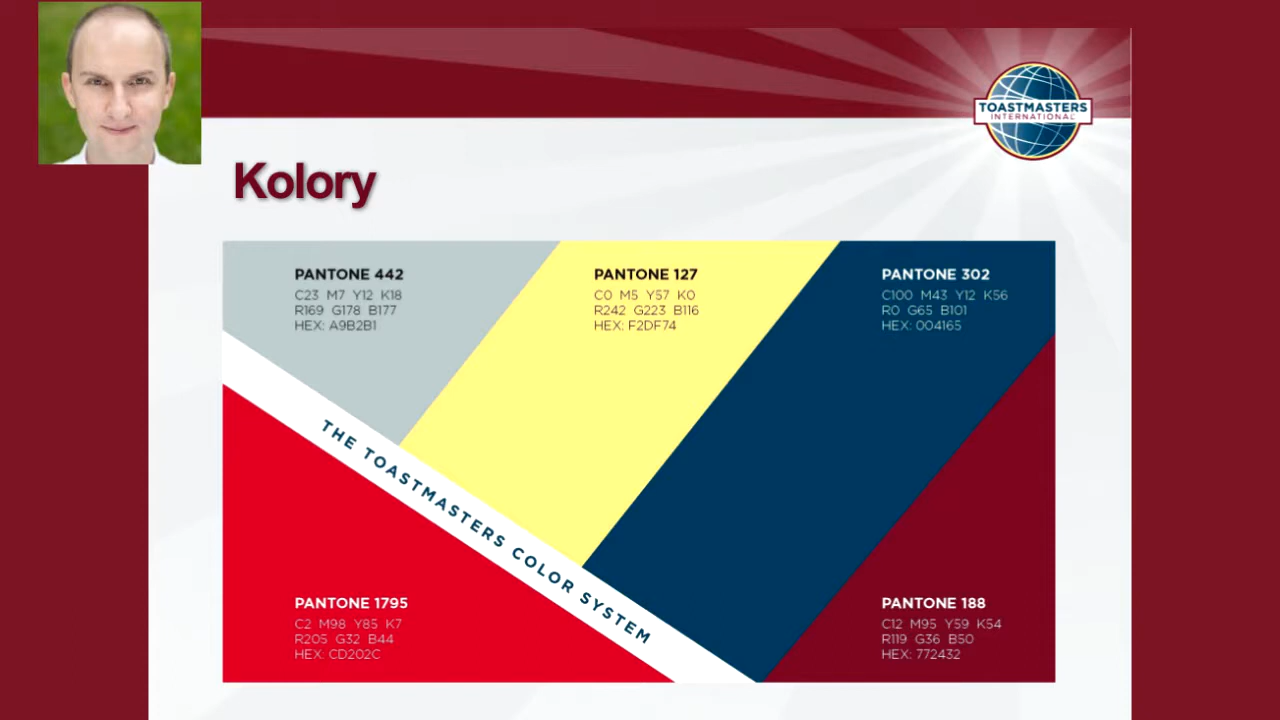 TOASTMASTERS
INTERNATIONAL
Kolory
PANTONE 442
C23 M7 Y12 K18
R169 G178 B177
HEX: A9B2B1
PANTONE 127
C0 M5 Y57 K0
R242 G223 B116
HEX: F2DF74
PANTONE 302
C100 M43 Y12 K56
R0 G65 B101
HEX: 004165
THE TOASTMASTERS COLOR SYSTEM
PANTONE 1795
C2 M98 Y85 K7
R205 G32 B44
HEX: CD202C
PANTONE 188
C12 M95 Y59 K54
R119 G36 B50
HEX: 772432